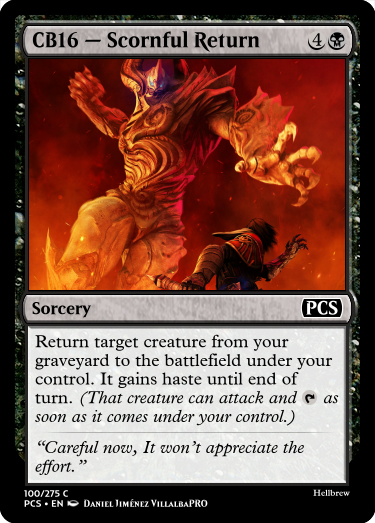 CB16 — Scornful Return 4
Sorcery PCS
Return target creature from your
graveyard to the battlefield under your
control. It gains haste until end of
turn. (That creature can attack and as
soon as it comes under your control.)
“Careful now, It won’t appreciate the
effort.”
100/275 C Hellbrew
PCS • EN Daniel Jiménez VillalbaPRO